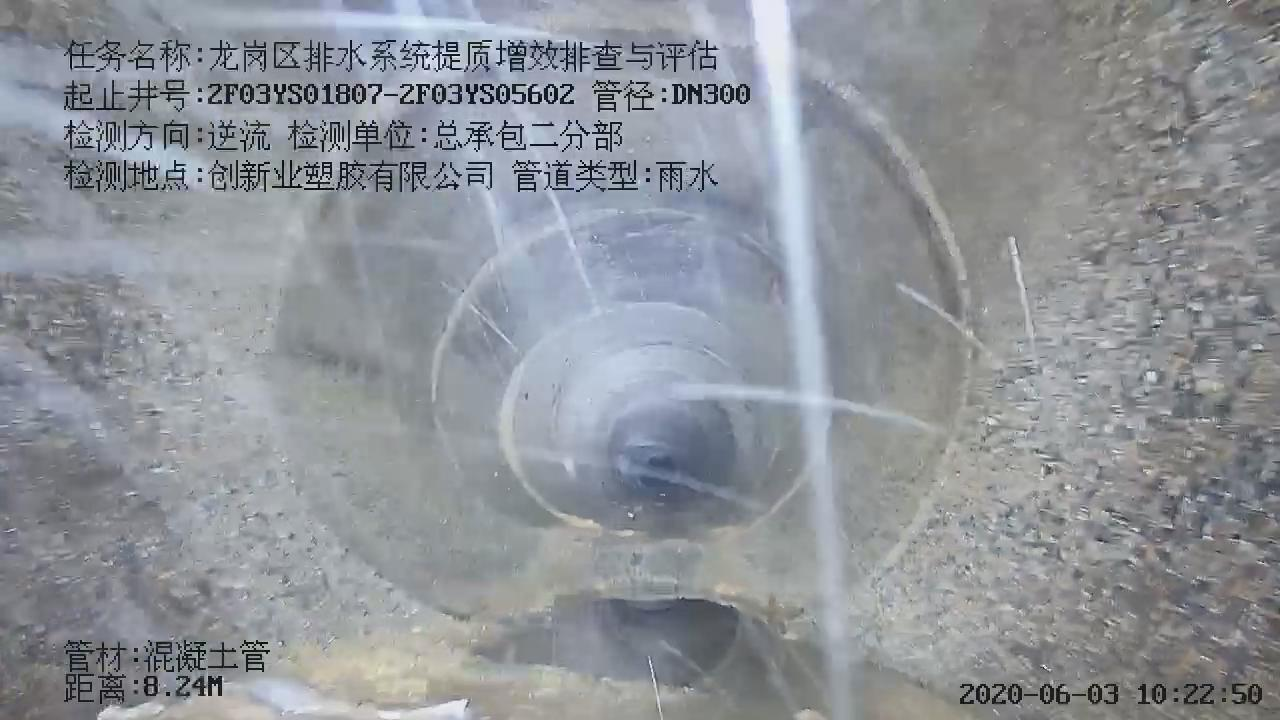 任务名称:龙岗区排水系统提质增效排查与评估
起止井号:2F03YS01807-2F03YS05602 管径:DN300
检测方向:逆流 检测单位:总承包二分部
检测地点:创新业塑胶有限公司 管道类型:雨水
管材:混凝土管
距离:8.24M
2020-06-03 10:22:50